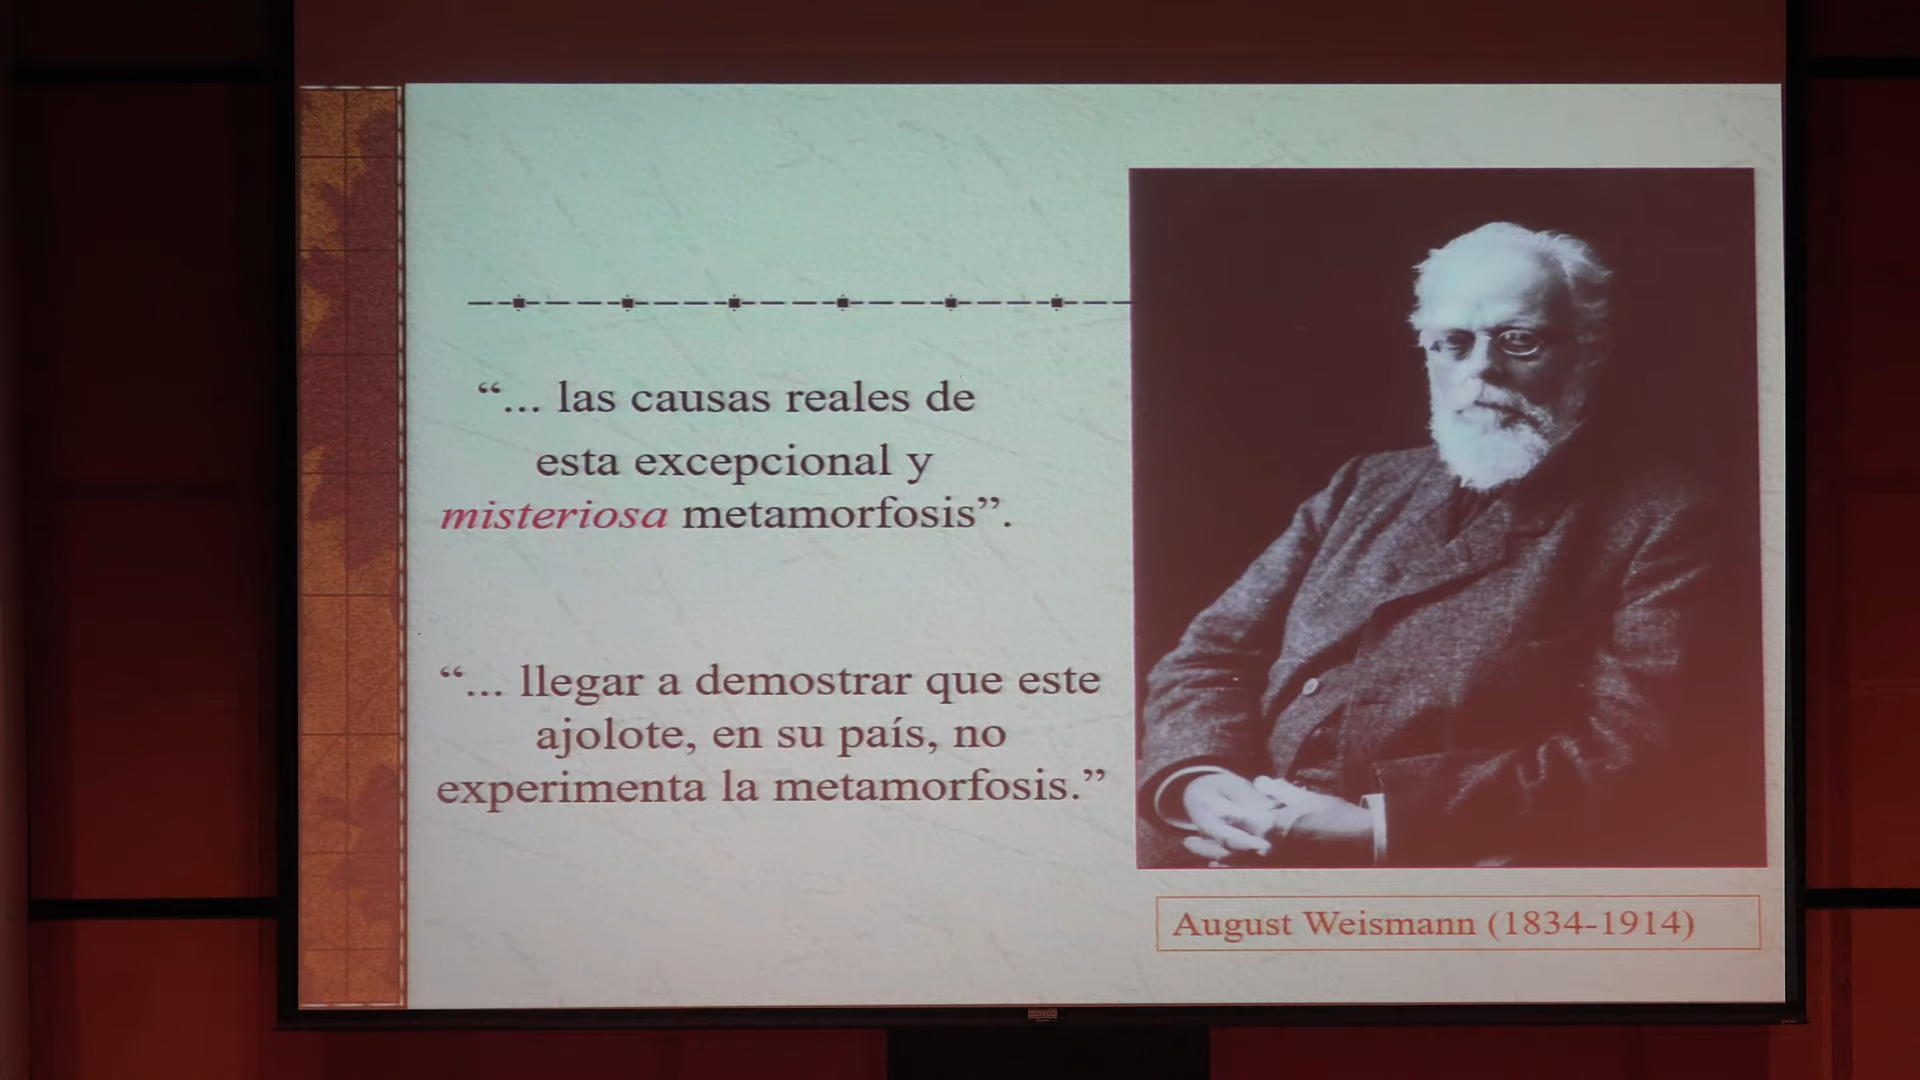 “... las causas reales de
esta excepcional y
misteriosa metamorfosis”.
“... llegar a demostrar que este
ajolote, en su país, no
experimenta la metamorfosis.”
August Weismann (1834-1914)